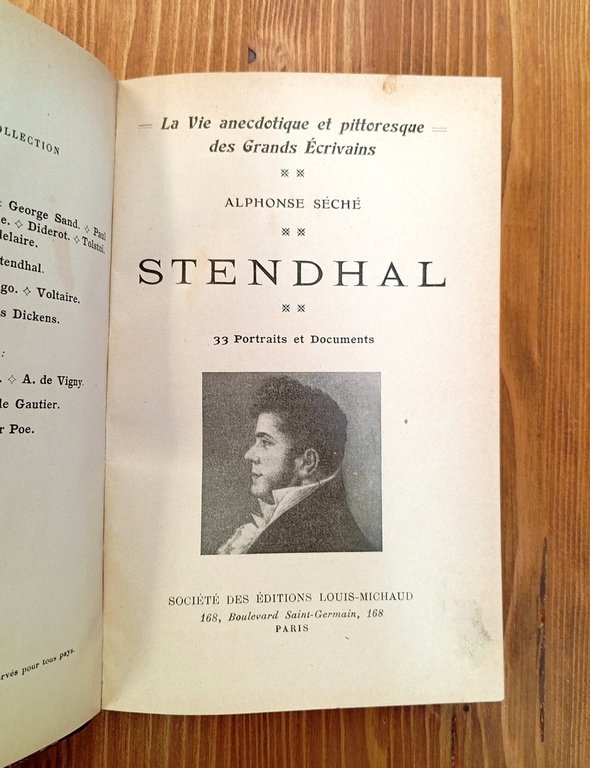 OLLECTION
George Sand. ✧ Paul
e. ✧ Diderot. ✧ Tolstoï.
delaire.
tendhal.
go. ✧ Voltaire.
s Dickens.
:
. ✧ A. de Vigny.
le Gautier.
r Poe.
rvés pour tous pays.
La Vie anecdotique et pittoresque
des Grands Écrivains
ALPHONSE SÉCHÉ
STENDHAL
33 Portraits et Documents
SOCIÉTÉ DES ÉDITIONS LOUIS-MICHAUD
168, Boulevard Saint-Germain, 168
PARIS